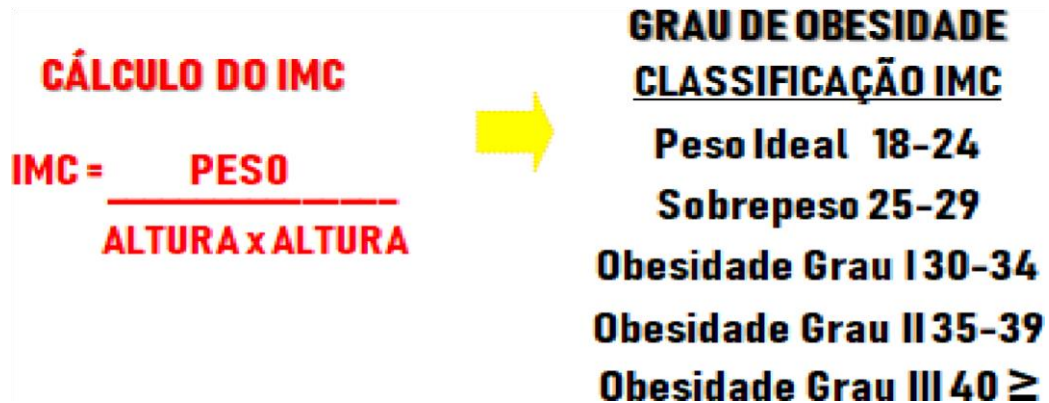 CÁLCULO DO IMC
IMC = PESO
ALTURA x ALTURA
GRAU DE OBESIDADE
CLASSIFICAÇÃO IMC
Peso Ideal 18-24
Sobrepeso 25-29
Obesidade Grau I 30-34
Obesidade Grau II 35-39
Obesidade Grau III 40 ≥